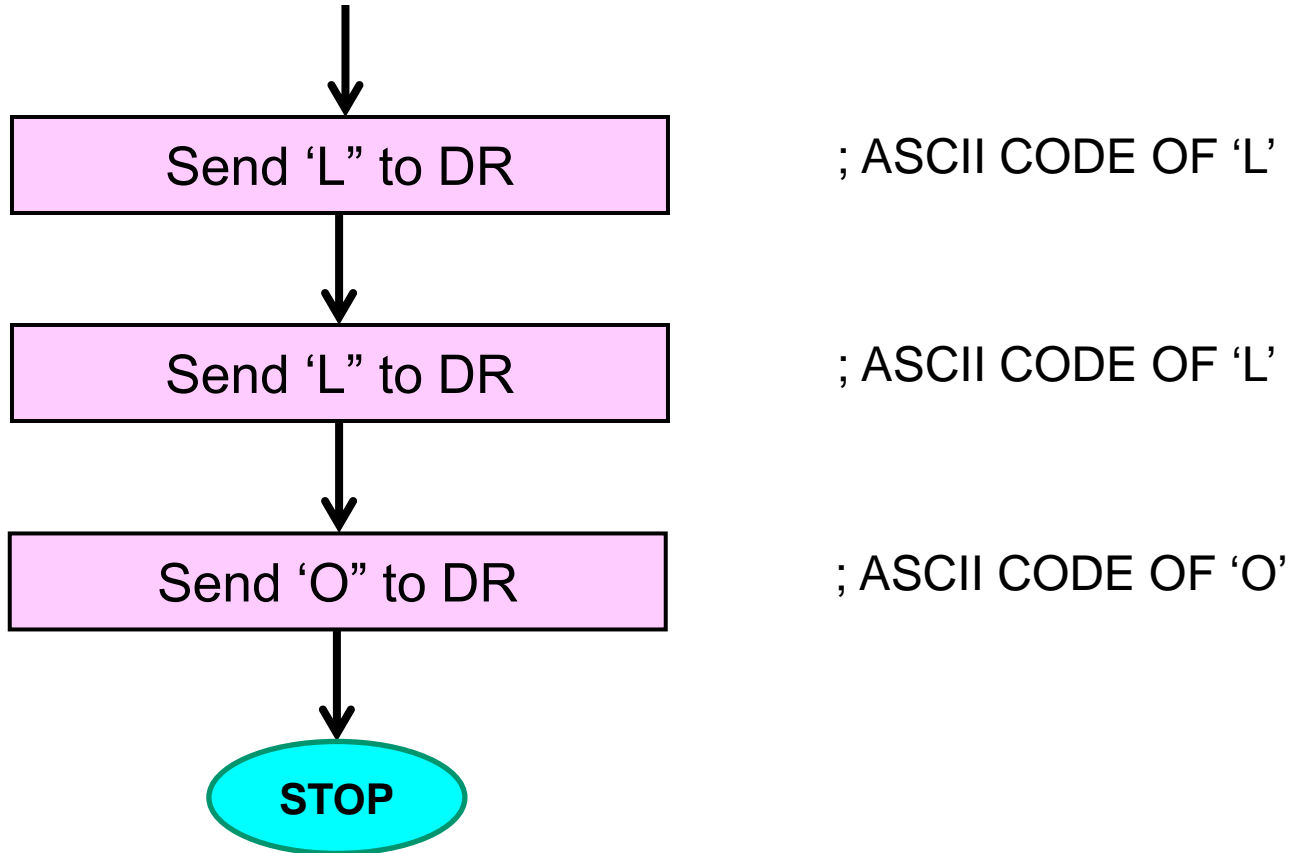 Send ‘L” to DR
; ASCII CODE OF ‘L’
Send ‘L” to DR
; ASCII CODE OF ‘L’
Send ‘O” to DR
; ASCII CODE OF ‘O’
STOP